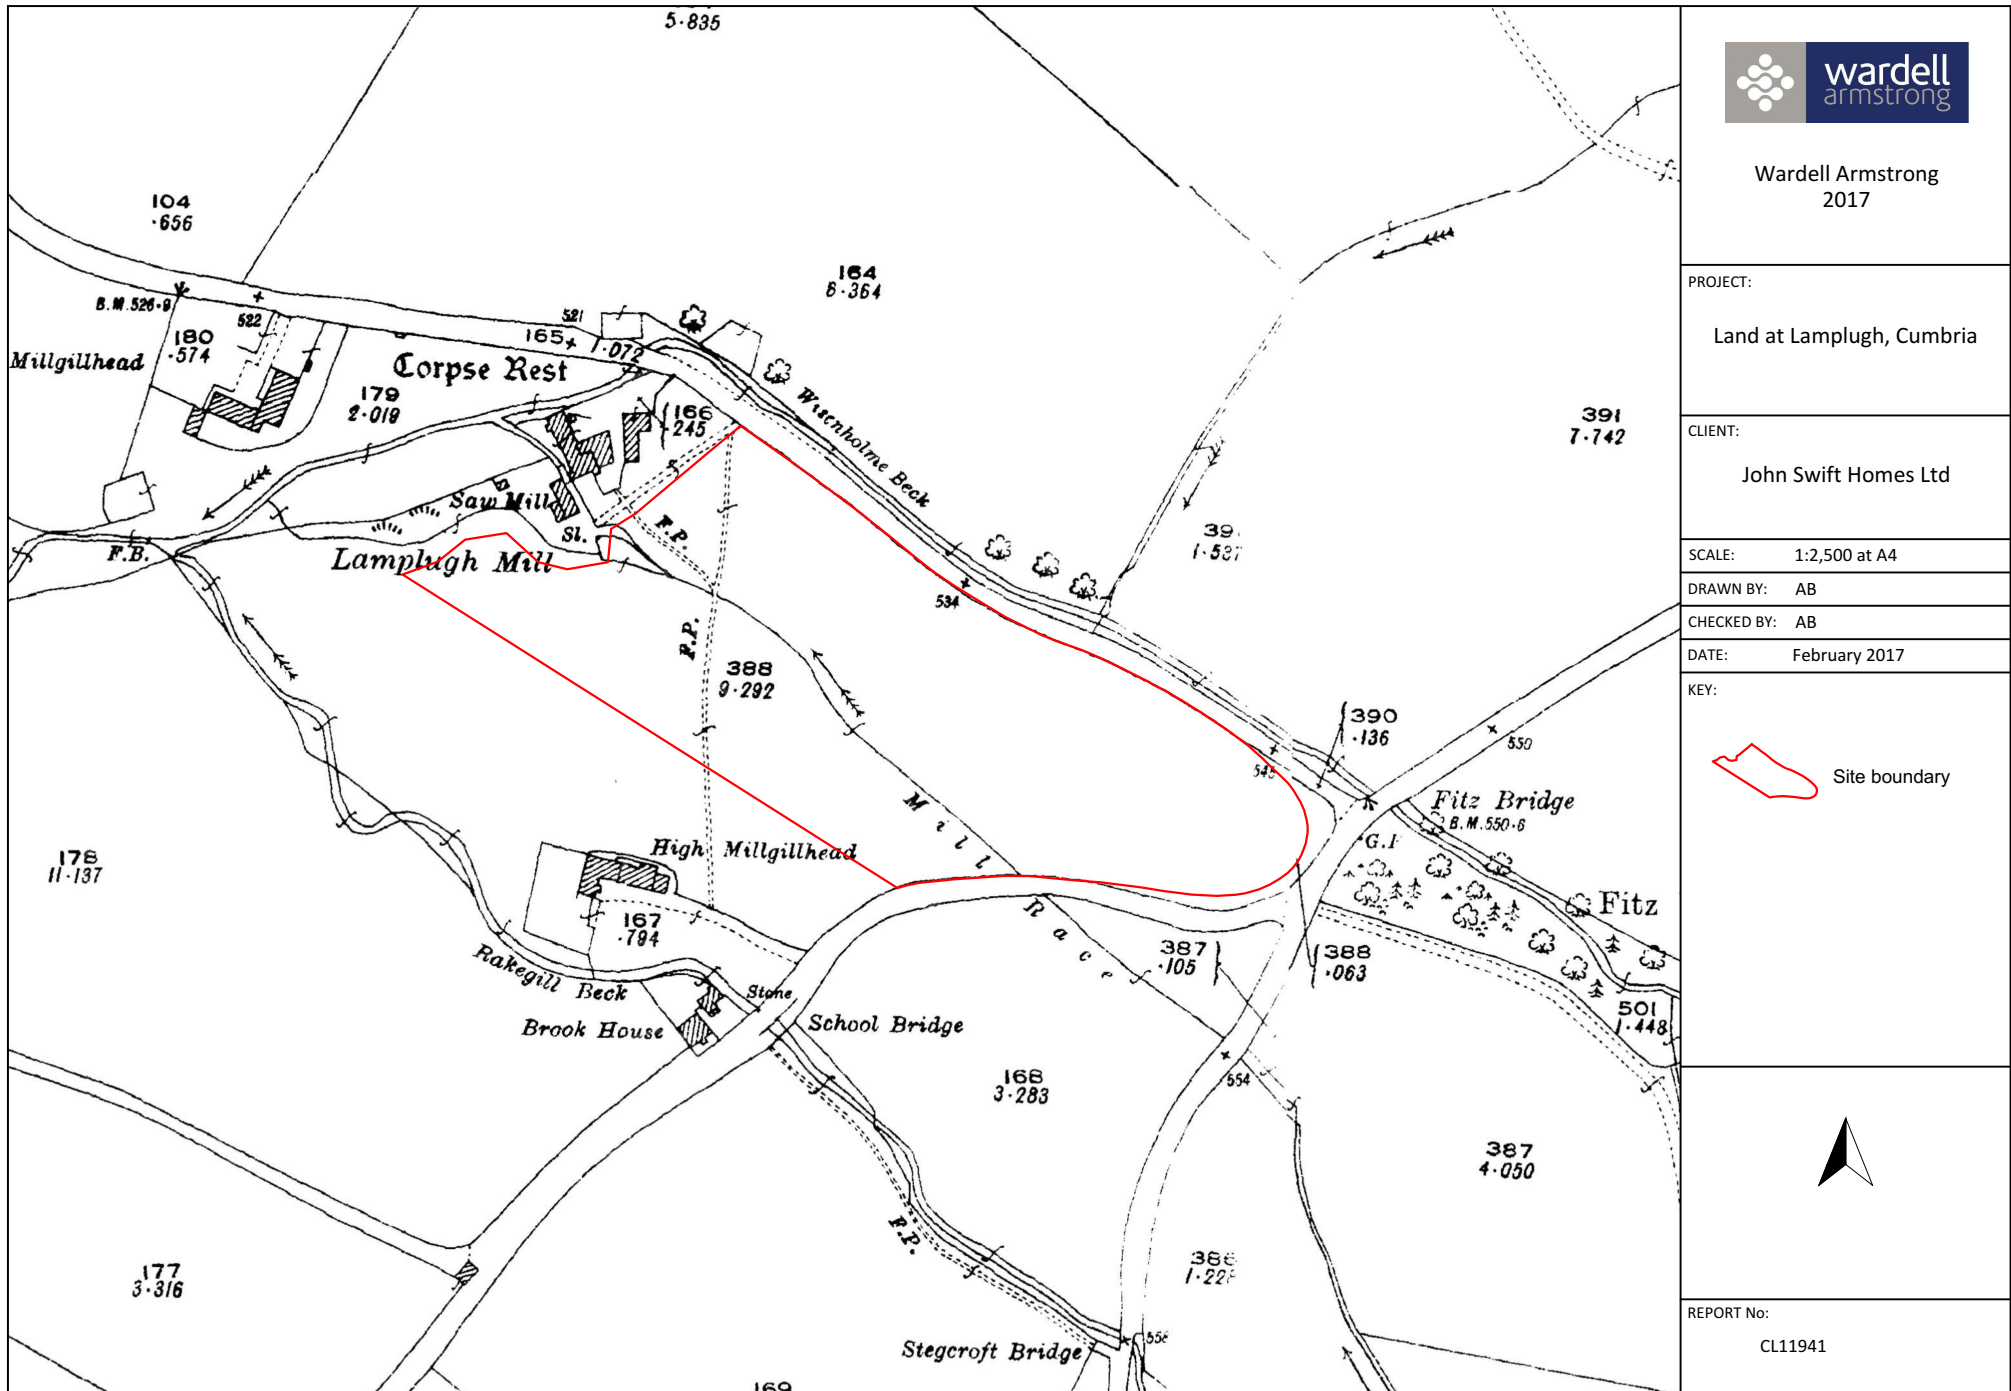 5·835
104
·656
164
6·364
B.M.526·9
522
521
165
1·072
180
·574
Millgillhead
Corpse Rest
179
2·019
166
·245
Wisenholme Beck
391
7·742
Saw Mill
Sl.
F.P.
F.B.
Lamplugh Mill
1·537
534
F.P.
388
9·292
390
·136
550
545
Fitz Bridge
B.M.550·6
Mill Race
High Millgillhead
178
11·137
167
·794
Fitz
387
·105
388
·063
Rakegill Beck
Stone
501
1·448
Brook House
School Bridge
168
3·283
554
387
4·050
F.P.
177
3·316
386
Stegcroft Bridge
558
169
wardell
armstrong
Wardell Armstrong
2017
PROJECT:
Land at Lamplugh, Cumbria
CLIENT:
John Swift Homes Ltd
SCALE: 1:2,500 at A4
DRAWN BY: AB
CHECKED BY: AB
DATE: February 2017
KEY:
Site boundary
REPORT No:
CL11941